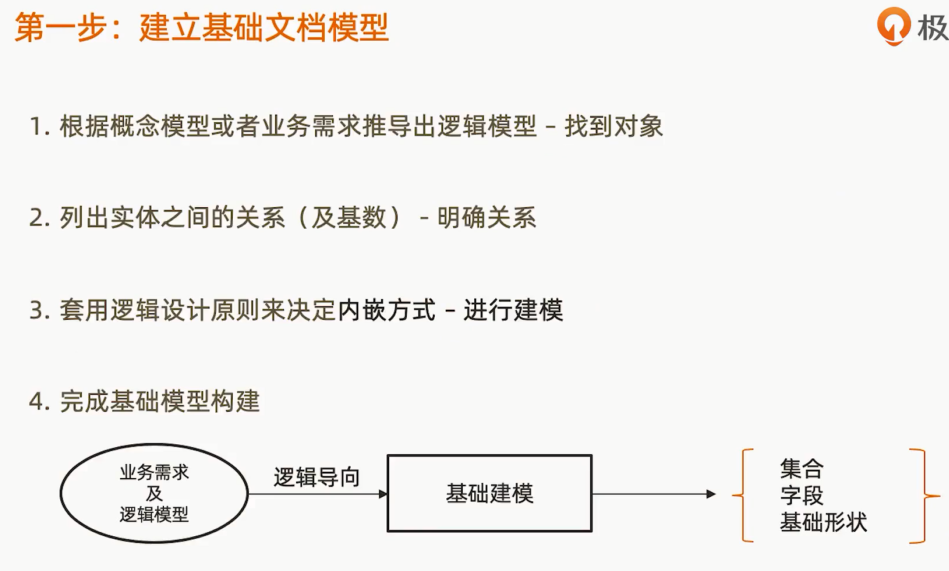 第一步：建立基础文档模型
极
1. 根据概念模型或者业务需求推导出逻辑模型 – 找到对象
2. 列出实体之间的关系（及基数） - 明确关系
3. 套用逻辑设计原则来决定内嵌方式 – 进行建模
4. 完成基础模型构建
业务需求
及
逻辑模型
逻辑导向
基础建模
集合
字段
基础形状